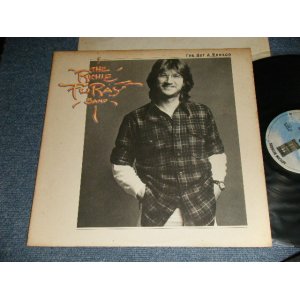 I've Got A Reason
THE
RICHIE
FURAY
BAND